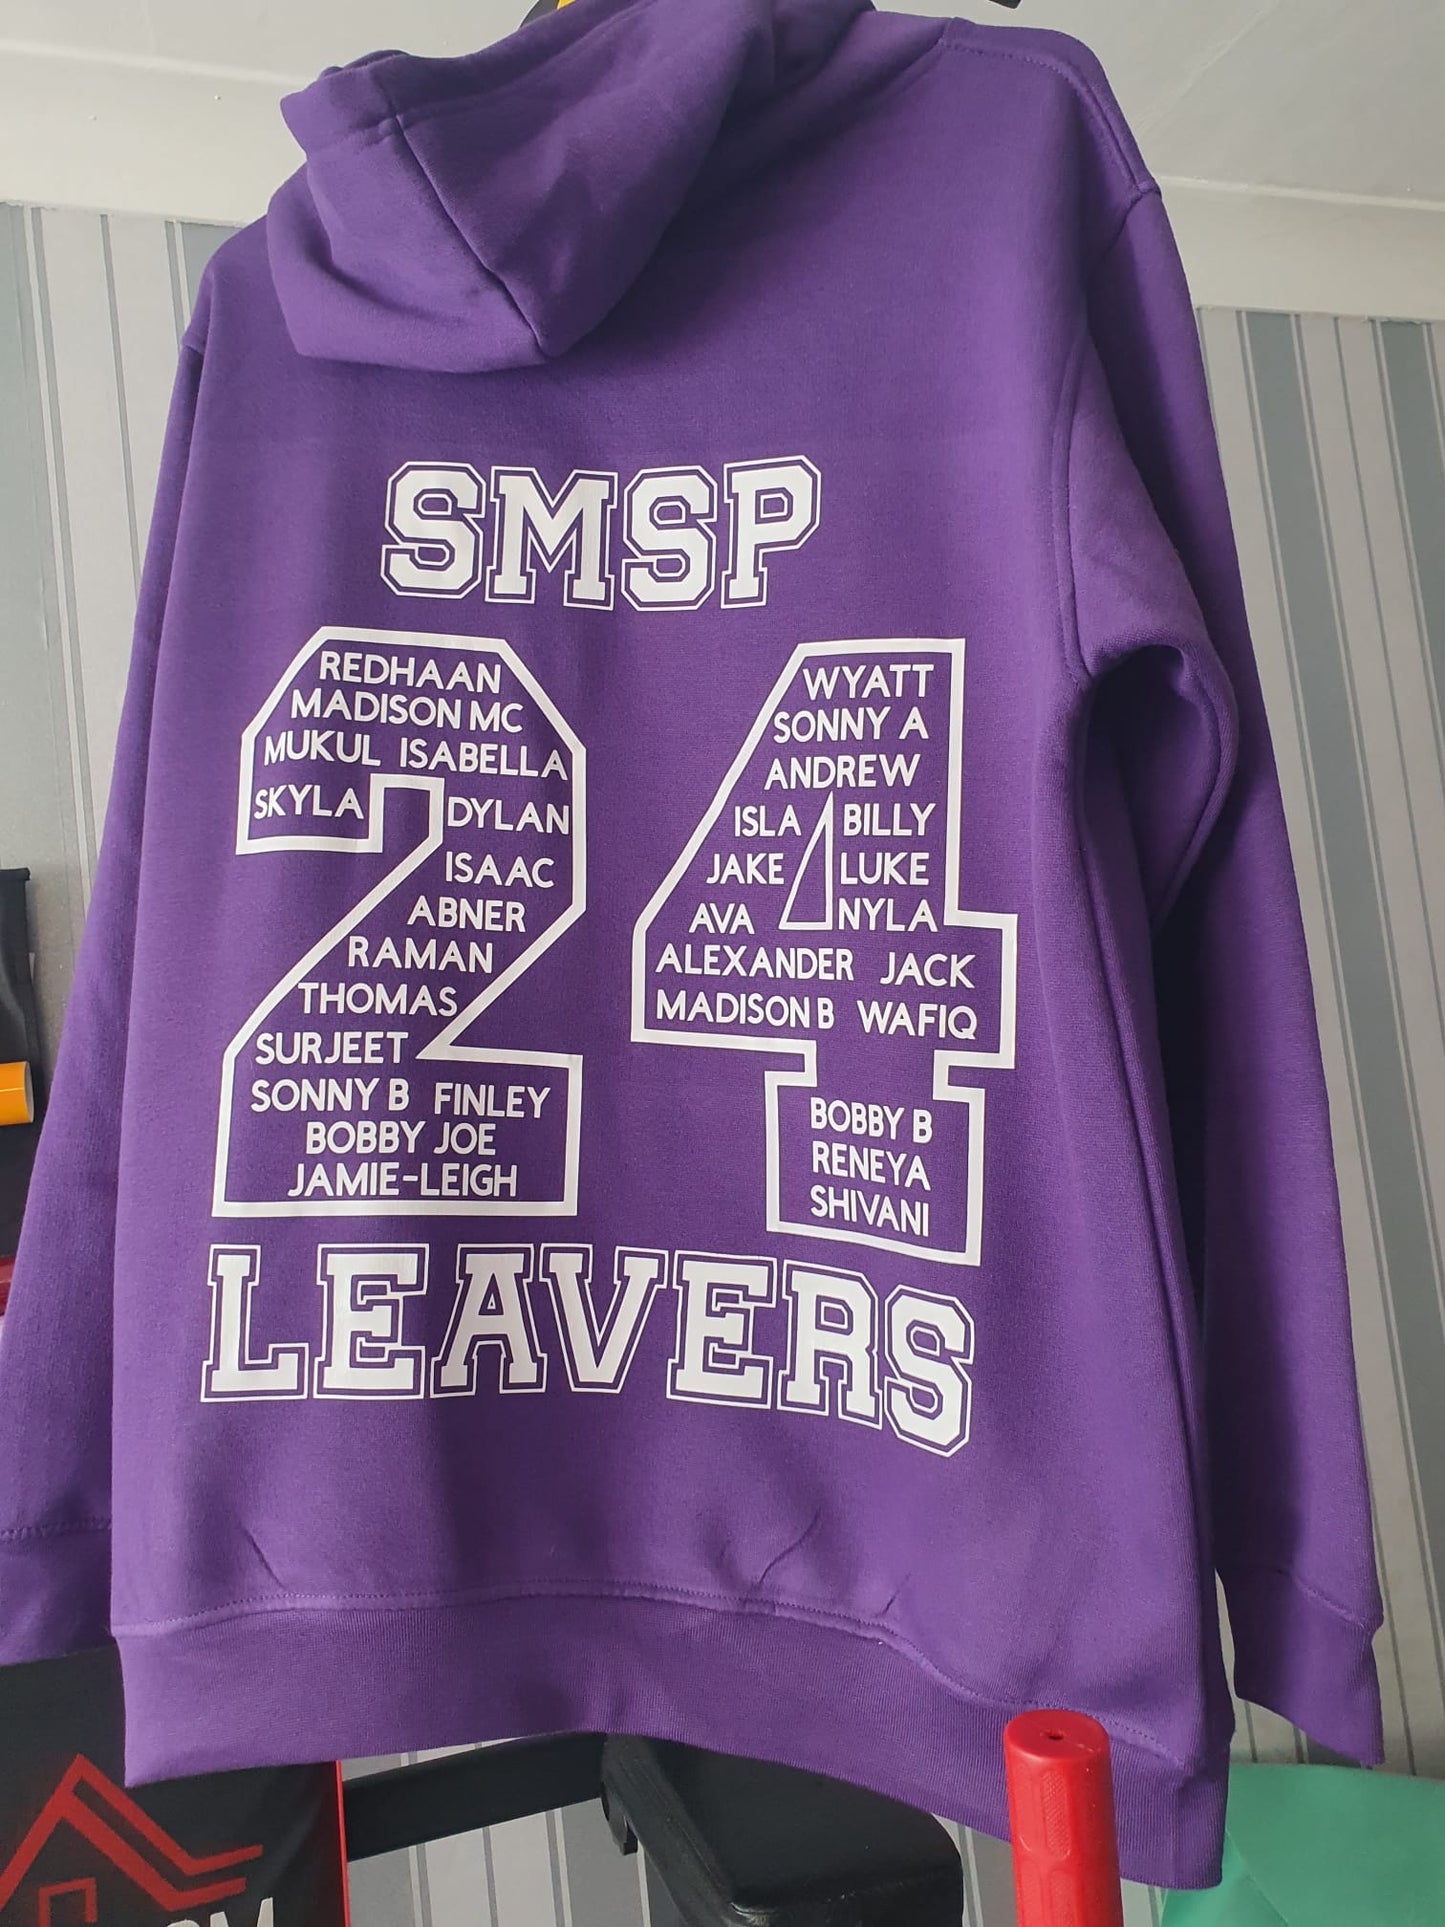 SMSP
REDHAAN
MADISON MC
MUKUL ISABELLA
SKYLA DYLAN
ISAAC
ABNER
RAMAN
THOMAS
SURJEET
SONNY B FINLEY
BOBBY JOE
JAMIE-LEIGH
WYATT
SONNY A
ANDREW
ISLA BILLY
JAKE LUKE
AVA NYLA
ALEXANDER JACK
MADISON B WAFIQ
BOBBY B
RENEYA
SHIVANI
24
LEAVERS